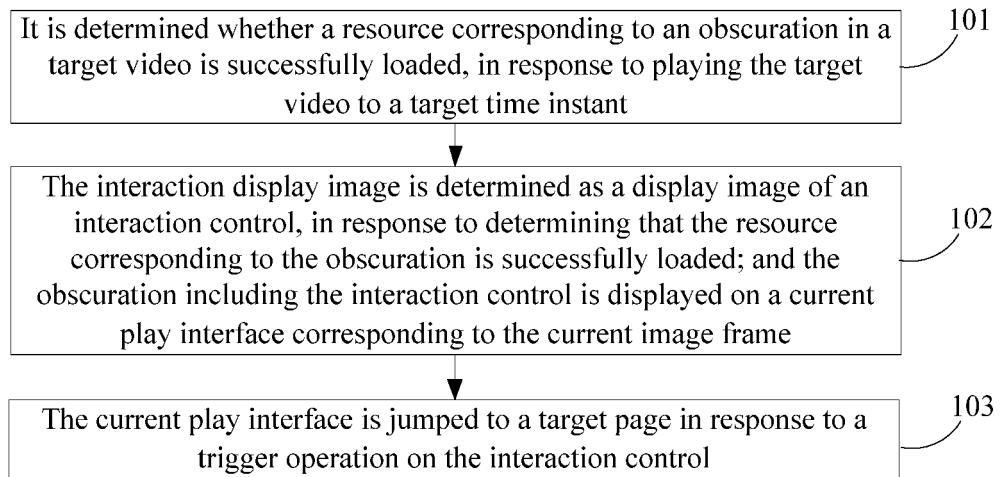 It is determined whether a resource corresponding to an obscuration in a
target video is successfully loaded, in response to playing the target
video to a target time instant
101
The interaction display image is determined as a display image of an
interaction control, in response to determining that the resource
corresponding to the obscuration is successfully loaded; and the
obscuration including the interaction control is displayed on a current
play interface corresponding to the current image frame
102
The current play interface is jumped to a target page in response to a
trigger operation on the interaction control
103